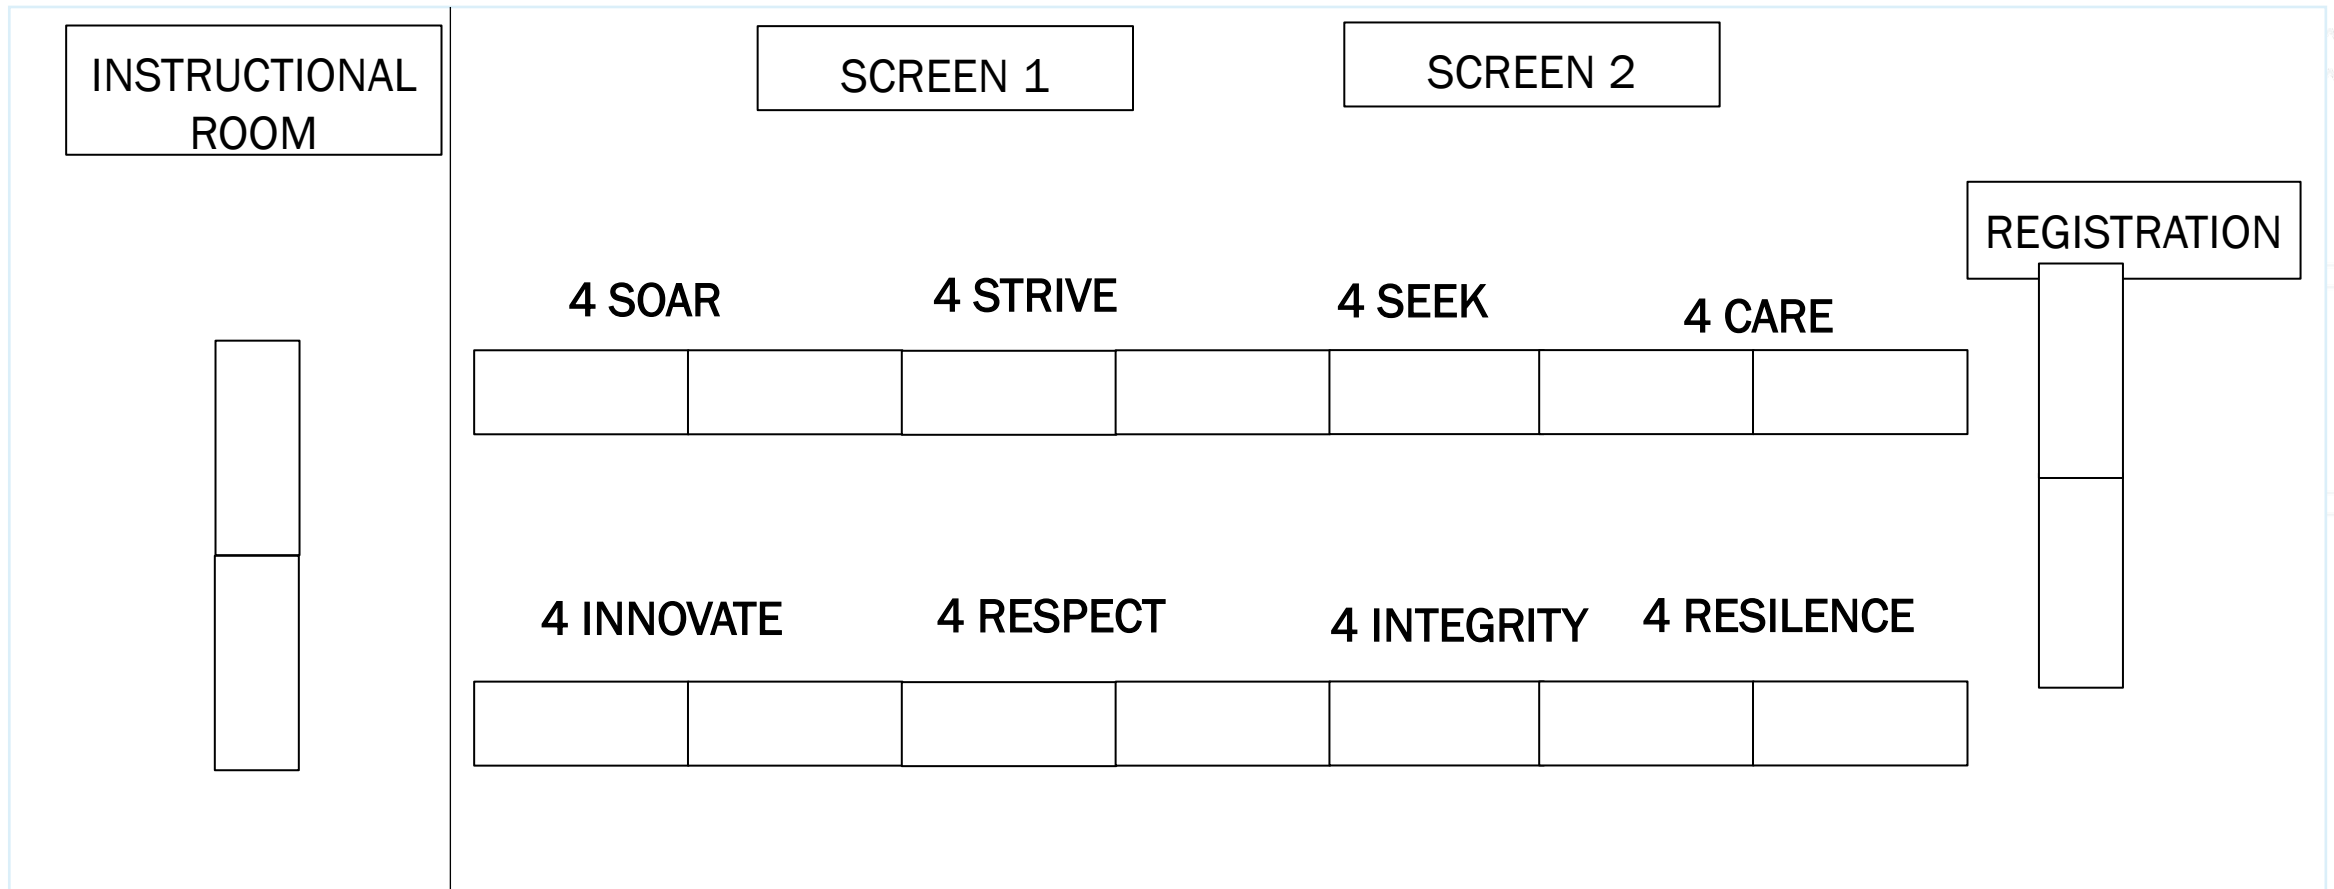 INSTRUCTIONAL
ROOM
SCREEN 1
SCREEN 2
REGISTRATION
4 SOAR
4 STRIVE
4 SEEK
4 CARE
4 INNOVATE
4 RESPECT
4 INTEGRITY
4 RESILENCE